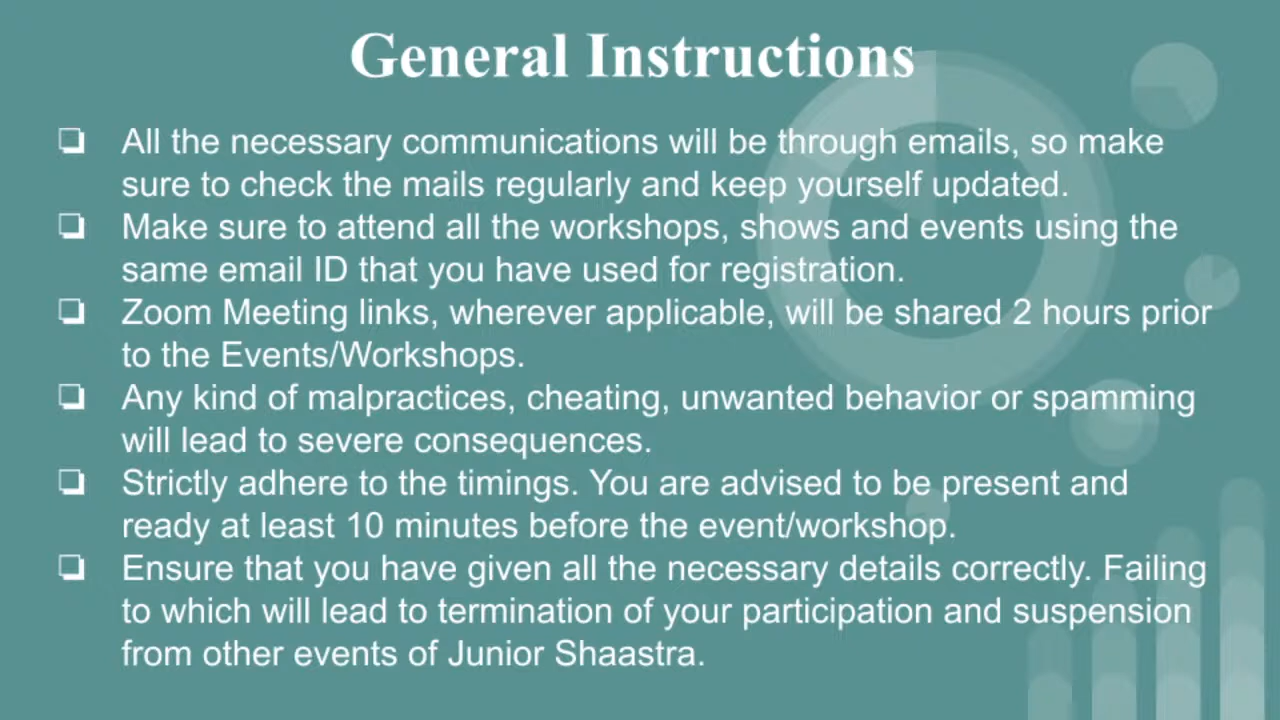 General Instructions
❏ All the necessary communications will be through emails, so make
sure to check the mails regularly and keep yourself updated.
❏ Make sure to attend all the workshops, shows and events using the
same email ID that you have used for registration.
❏ Zoom Meeting links, wherever applicable, will be shared 2 hours prior
to the Events/Workshops.
❏ Any kind of malpractices, cheating, unwanted behavior or spamming
will lead to severe consequences.
❏ Strictly adhere to the timings. You are advised to be present and
ready at least 10 minutes before the event/workshop.
❏ Ensure that you have given all the necessary details correctly. Failing
to which will lead to termination of your participation and suspension
from other events of Junior Shaastra.